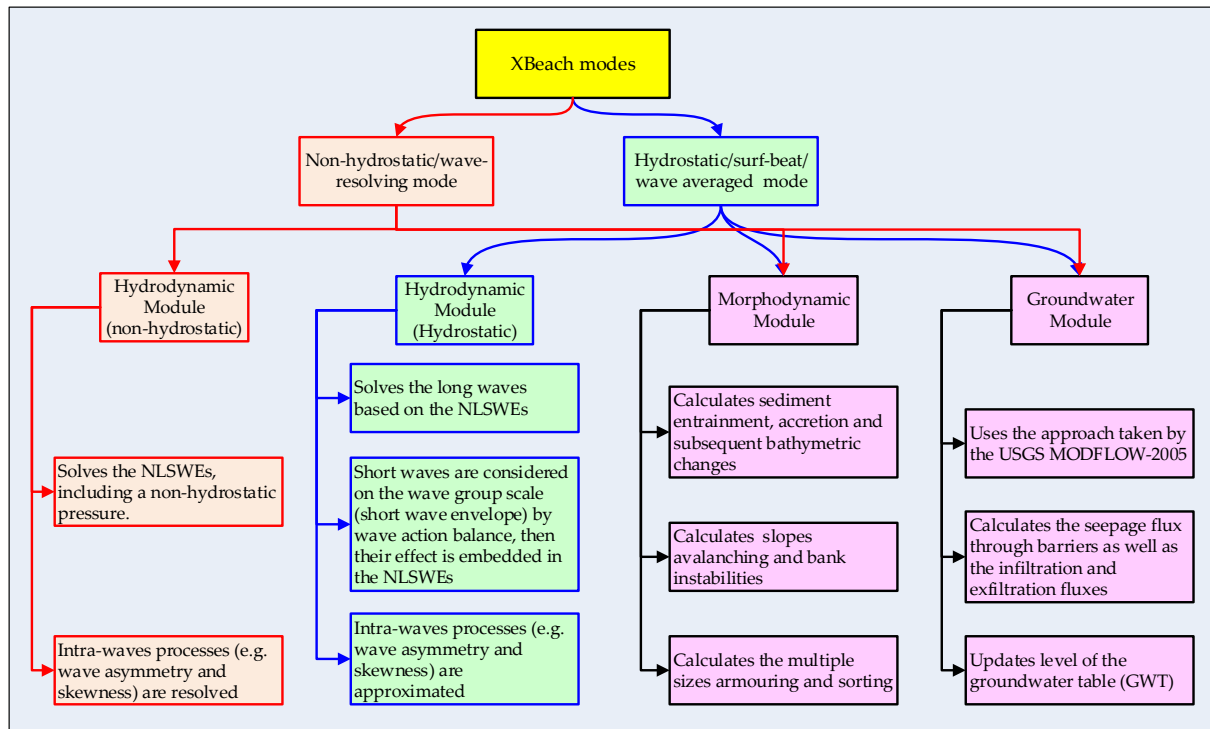 XBeach modes
Non-hydrostatic/wave-
resolving mode
Hydrostatic/surf-beat/
wave averaged mode
Hydrodynamic
Module
(non-hydrostatic)
Hydrodynamic
Module
(Hydrostatic)
Morphodynamic
Module
Groundwater
Module
Solves the NLSWEs,
including a non-hydrostatic
pressure.
Intra-waves processes (e.g.
wave asymmetry and
skewness) are resolved
Solves the long waves
based on the NLSWEs
Short waves are considered
on the wave group scale
(short wave envelope) by
wave action balance, then
their effect is embedded in
the NLSWEs
Intra-waves processes (e.g.
wave asymmetry and
skewness) are
approximated
Calculates sediment
entrainment, accretion and
subsequent bathymetric
changes
Calculates slopes
avalanching and bank
instabilities
Calculates the multiple
sizes armouring and sorting
Uses the approach taken by
the USGS MODFLOW-2005
Calculates the seepage flux
through barriers as well as
the infiltration and
exfiltration fluxes
Updates level of the
groundwater table (GWT)